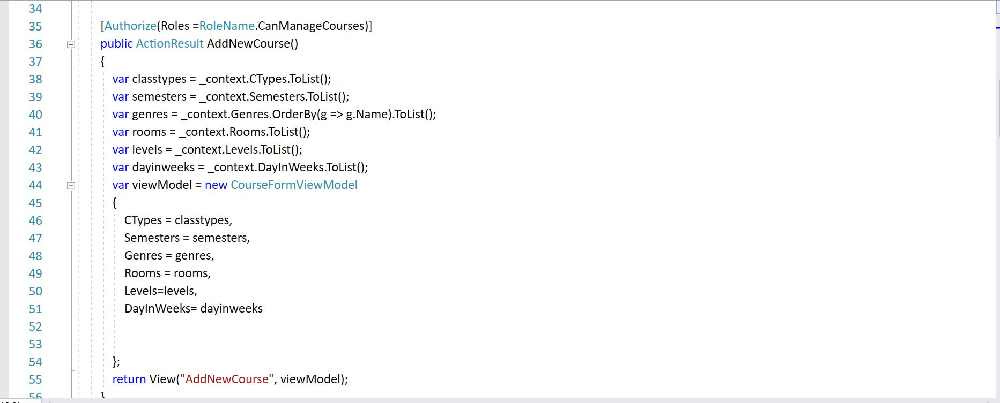 34
35 [Authorize(Roles =RoleName.CanManageCourses)]
36 public ActionResult AddNewCourse()
37 {
38 var classtypes = _context.CTypes.ToList();
39 var semesters = _context.Semesters.ToList();
40 var genres = _context.Genres.OrderBy(g => g.Name).ToList();
41 var rooms = _context.Rooms.ToList();
42 var levels = _context.Levels.ToList();
43 var dayinweeks = _context.DayInWeeks.ToList();
44 var viewModel = new CourseFormViewModel
45 {
46 CTypes = classtypes,
47 Semesters = semesters,
48 Genres = genres,
49 Rooms = rooms,
50 Levels=levels,
51 DayInWeeks= dayinweeks
52
53
54 };
55 return View("AddNewCourse", viewModel);
56 }